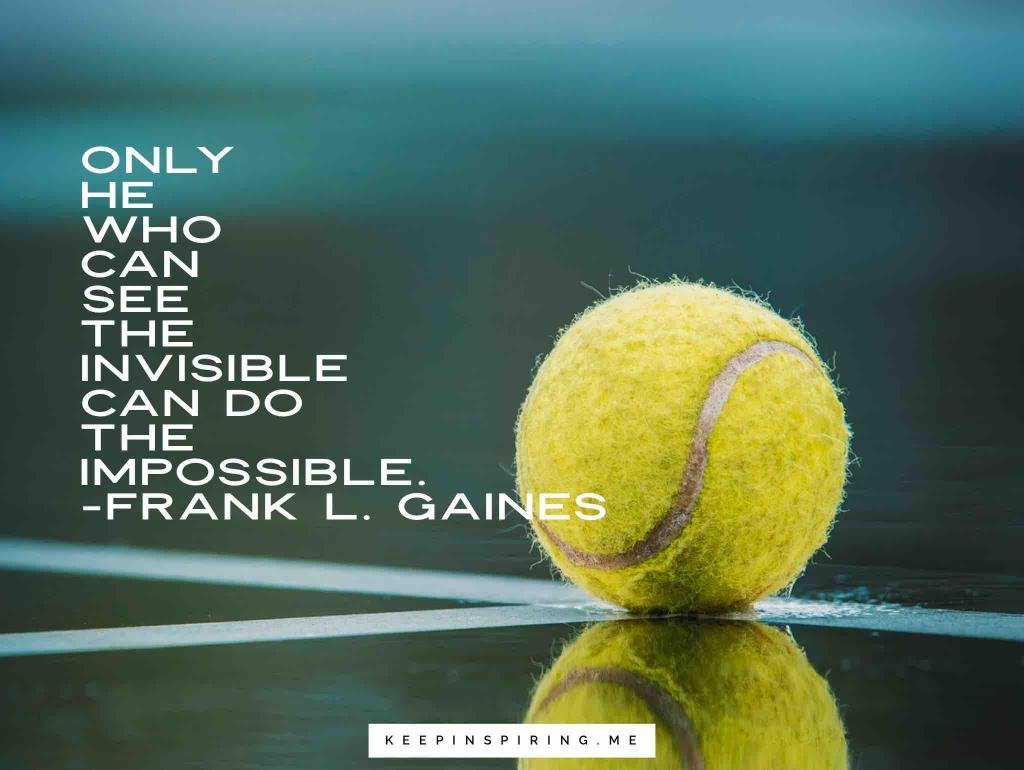 ONLY
HE
WHO
CAN
SEE
THE
INVISIBLE
CAN DO
THE
IMPOSSIBLE.
-FRANK L. GAINES
KEEPINSPIRING.ME